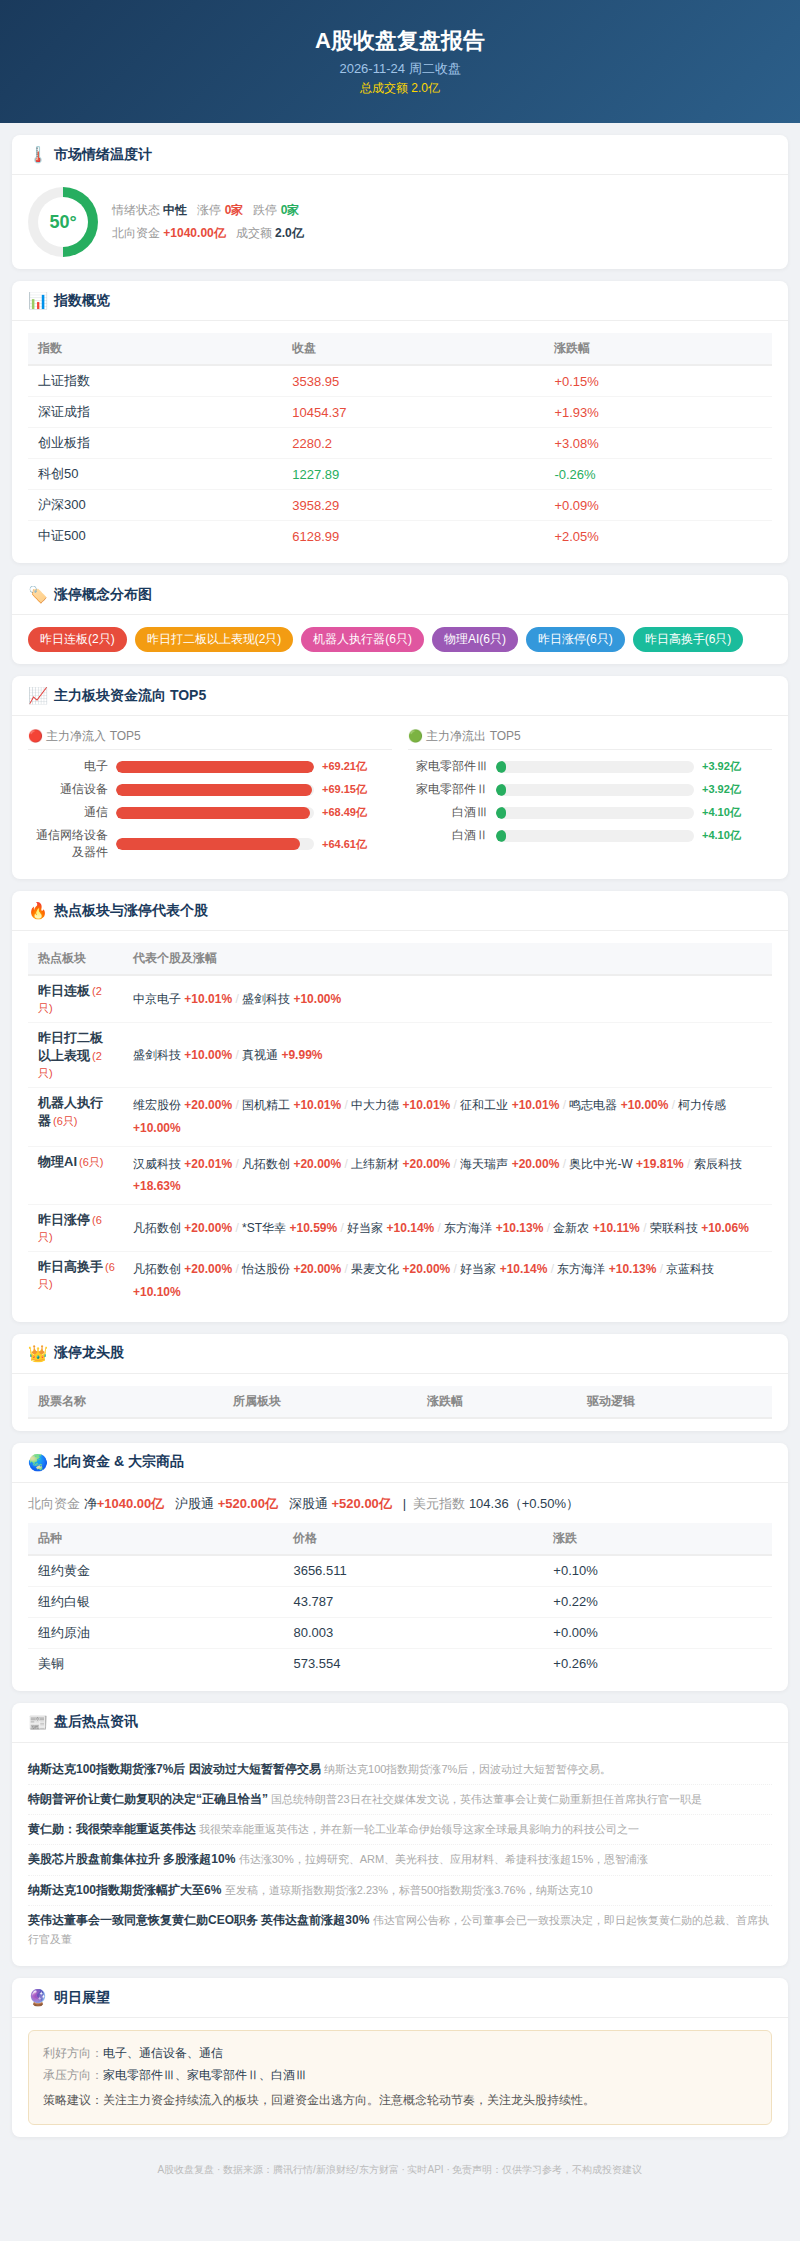 A股收盘复盘报告
2026-11-24 周二收盘
总成交额 2.0亿
市场情绪温度计
50°
情绪状态 中性 涨停 0家 跌停 0家
北向资金 +1040.00亿 成交额 2.0亿
指数概览
指数 收盘 涨跌幅
上证指数 3538.95 +0.15%
深证成指 10454.37 +1.93%
创业板指 2280.2 +3.08%
科创50 1227.89 -0.26%
沪深300 3958.29 +0.09%
中证500 6128.99 +2.05%
涨停概念分布图
昨日连板(2只) 昨日打二板以上表现(2只) 机器人执行器(6只) 物理AI(6只) 昨日涨停(6只) 昨日高换手(6只)
主力板块资金流向 TOP5
主力净流入 TOP5
电子 +69.21亿
通信设备 +69.15亿
通信 +68.49亿
通信网络设备
及器件 +64.61亿
主力净流出 TOP5
家电零部件Ⅲ +3.92亿
家电零部件Ⅱ +3.92亿
白酒Ⅲ +4.10亿
白酒Ⅱ +4.10亿
热点板块与涨停代表个股
热点板块 代表个股及涨幅
昨日连板 (2
只)
中京电子 +10.01% / 盛剑科技 +10.00%
昨日打二板
以上表现 (2
只)
盛剑科技 +10.00% / 真视通 +9.99%
机器人执行
器 (6只)
维宏股份 +20.00% / 国机精工 +10.01% / 中大力德 +10.01% / 征和工业 +10.01% / 鸣志电器 +10.00% / 柯力传感
+10.00%
物理AI (6只)
汉威科技 +20.01% / 凡拓数创 +20.00% / 上纬新材 +20.00% / 海天瑞声 +20.00% / 奥比中光-W +19.81% / 索辰科技
+18.63%
昨日涨停 (6
只)
凡拓数创 +20.00% / *ST华幸 +10.59% / 好当家 +10.14% / 东方海洋 +10.13% / 金新农 +10.11% / 荣联科技 +10.06%
昨日高换手 (6
只)
凡拓数创 +20.00% / 怡达股份 +20.00% / 果麦文化 +20.00% / 好当家 +10.14% / 东方海洋 +10.13% / 京蓝科技
+10.10%
涨停龙头股
股票名称 所属板块 涨跌幅 驱动逻辑
北向资金 & 大宗商品
北向资金 净+1040.00亿 沪股通 +520.00亿 深股通 +520.00亿 | 美元指数 104.36（+0.50%）
品种 价格 涨跌
纽约黄金 3656.511 +0.10%
纽约白银 43.787 +0.22%
纽约原油 80.003 +0.00%
美铜 573.554 +0.26%
盘后热点资讯
纳斯达克100指数期货涨7%后 因波动过大短暂暂停交易 纳斯达克100指数期货涨7%后，因波动过大短暂暂停交易。
特朗普评价让黄仁勋复职的决定“正确且恰当” 国总统特朗普23日在社交媒体发文说，英伟达董事会让黄仁勋重新担任首席执行官一职是
黄仁勋：我很荣幸能重返英伟达 我很荣幸能重返英伟达，并在新一轮工业革命伊始领导这家全球最具影响力的科技公司之一
美股芯片股盘前集体拉升 多股涨超10% 伟达涨30%，拉姆研究、ARM、美光科技、应用材料、希捷科技涨超15%，恩智浦涨
纳斯达克100指数期货涨幅扩大至6% 至发稿，道琼斯指数期货涨2.23%，标普500指数期货涨3.76%，纳斯达克10
英伟达董事会一致同意恢复黄仁勋CEO职务 英伟达盘前涨超30% 伟达官网公告称，公司董事会已一致投票决定，即日起恢复黄仁勋的总裁、首席执
行官及董
明日展望
利好方向：电子、通信设备、通信
承压方向：家电零部件Ⅲ、家电零部件Ⅱ、白酒Ⅲ
策略建议：关注主力资金持续流入的板块，回避资金出逃方向。注意概念轮动节奏，关注龙头股持续性。
A股收盘复盘 · 数据来源：腾讯行情/新浪财经/东方财富 · 实时API · 免责声明：仅供学习参考，不构成投资建议